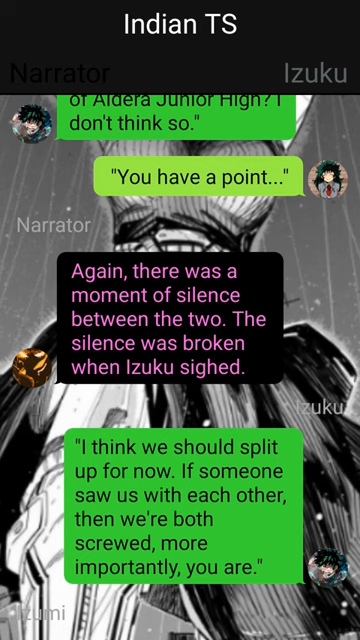 Indian TS
Narrator
Izuku
of Aldera Junior High? I
don't think so."
"You have a point..."
Narrator
Again, there was a
moment of silence
between the two. The
silence was broken
when Izuku sighed.
Izuku
"I think we should split
up for now. If someone
saw us with each other,
then we're both
screwed, more
importantly, you are."
Izumi